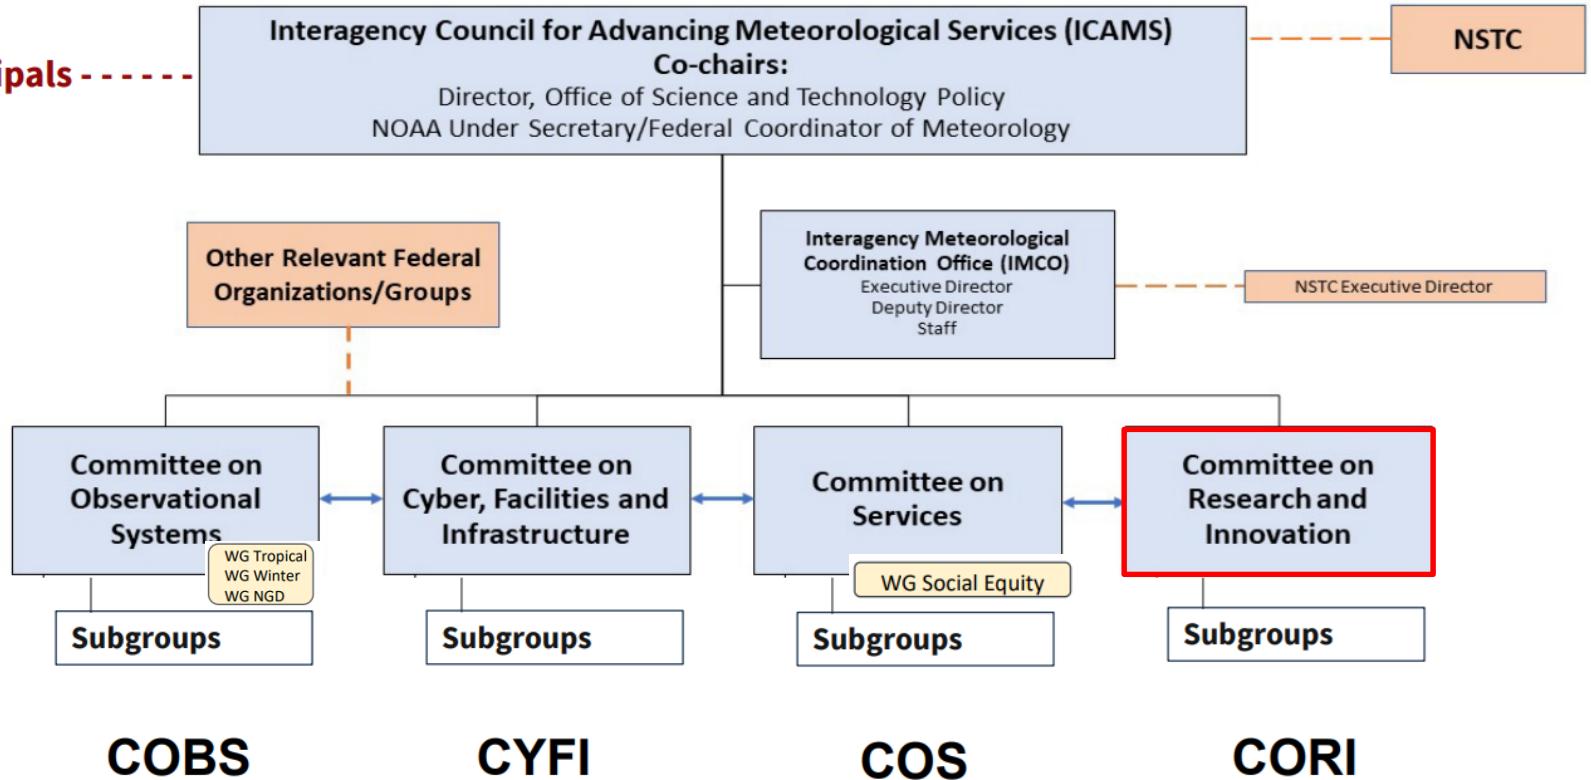 Interagency Council for Advancing Meteorological Services (ICAMS)
Co-chairs:
Director, Office of Science and Technology Policy
NOAA Under Secretary/Federal Coordinator of Meteorology
NSTC
ipals
Other Relevant Federal
Organizations/Groups
Interagency Meteorological
Coordination Office (IMCO)
Executive Director
Deputy Director
Staff
NSTC Executive Director
Committee on
Observational
Systems
WG Tropical
WG Winter
WG NGD
Subgroups
Committee on
Cyber, Facilities and
Infrastructure
Subgroups
Committee on
Services
WG Social Equity
Subgroups
Committee on
Research and
Innovation
Subgroups
COBS
CYFI
COS
CORI